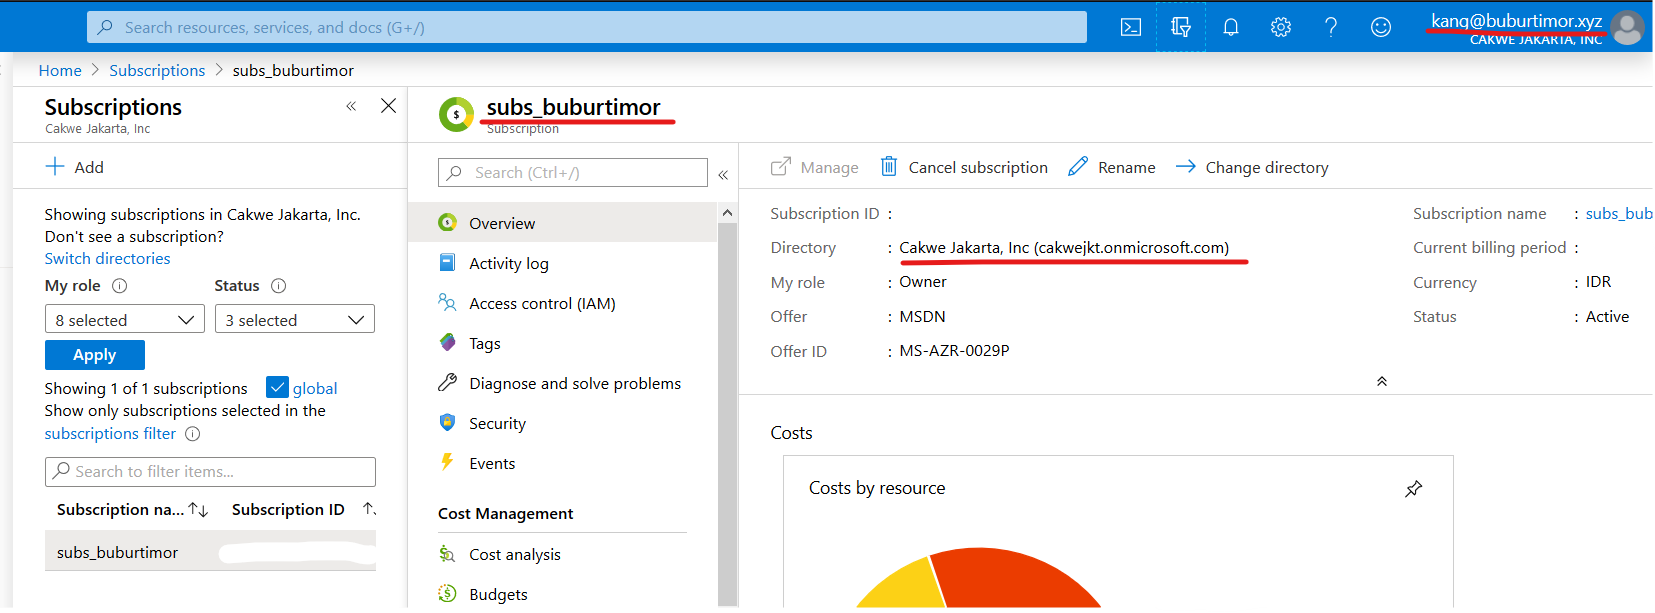 Search resources, services, and docs (G+/)
kang@buburtimor.xyz
CAKWE JAKARTA, INC
Home > Subscriptions > subs_buburtimor
Subscriptions
Cakwe Jakarta, Inc
Add
Showing subscriptions in Cakwe Jakarta, Inc.
Don't see a subscription?
Switch directories
My role
Status
8 selected
3 selected
Apply
Showing 1 of 1 subscriptions
global
Show only subscriptions selected in the
subscriptions filter
Search to filter items...
Subscription na...
Subscription ID
subs_buburtimor
subs_buburtimor
Subscription
Search (Ctrl+/)
Overview
Activity log
Access control (IAM)
Tags
Diagnose and solve problems
Security
Events
Cost Management
Cost analysis
Budgets
Manage
Cancel subscription
Rename
Change directory
Subscription ID :
Directory : Cakwe Jakarta, Inc (cakwejkt.onmicrosoft.com)
My role : Owner
Offer : MSDN
Offer ID : MS-AZR-0029P
Subscription name : subs_bub
Current billing period :
Currency : IDR
Status : Active
Costs
Costs by resource